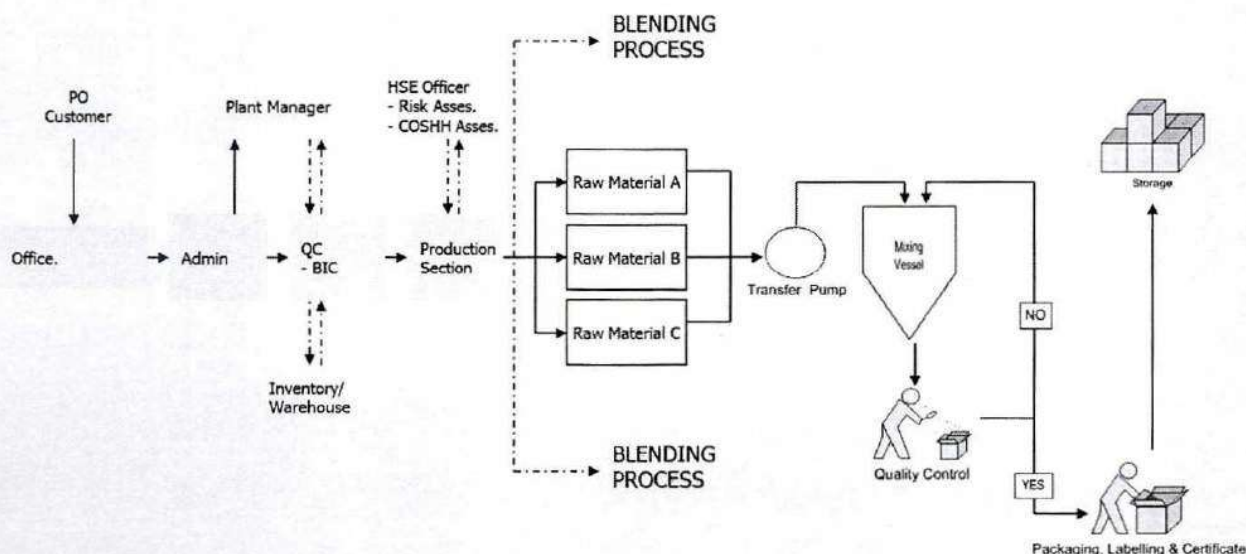 BLENDING
PROCESS
PO
Customer
Plant Manager
HSE Officer
- Risk Asses.
- COSHH Asses.
Raw Material A
Raw Material B
Raw Material C
Office.
Admin
QC
- BIC
Production
Section
Inventory/
Warehouse
Transfer Pump
Mixing
Vessel
NO
YES
Quality Control
Storage
Packaging, Labelling & Certificate
BLENDING
PROCESS